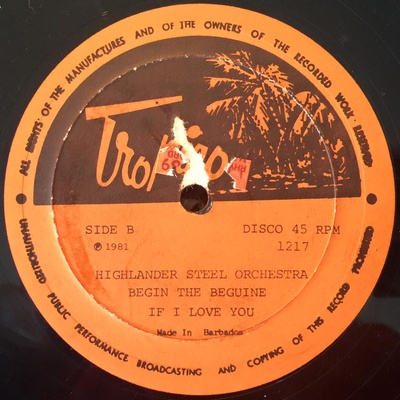 ALL RIGHTS OF THE MANUFACTURES AND OF THE OWNERS OF THE RECORDED WORK RESERVED
SIDE B
DISCO 45 RPM
℗ 1981
1217
HIGHLANDER STEEL ORCHESTRA
BEGIN THE BEGUINE
IF I LOVE YOU
Made In Barbados
UNAUTHORIZED PUBLIC PERFORMANCE BROADCASTING AND COPYING OF THIS RECORD PROHIBITED